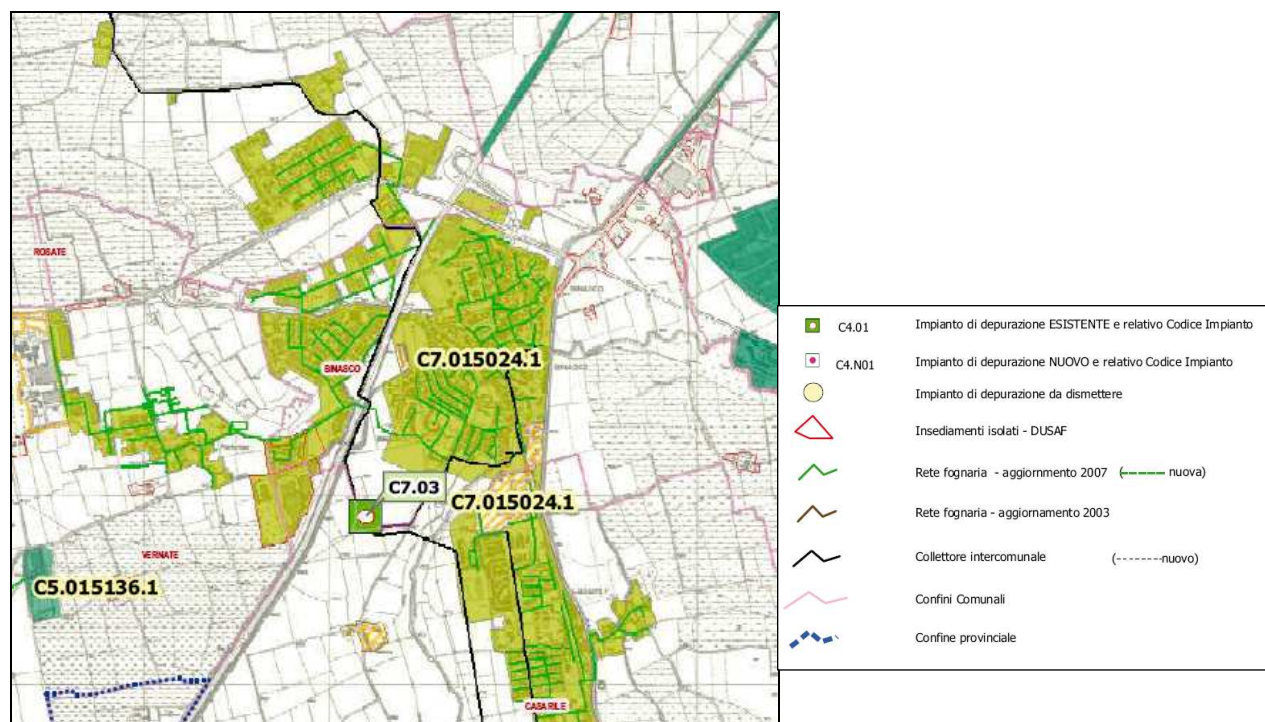 ROSATE
BINASCO
C7.015024.1
C7.03
C7.015024.1
VERNATE
C5.015136.1
CASARILE
C4.01 Impianto di depurazione ESISTENTE e relativo Codice Impianto
C4.N01 Impianto di depurazione NUOVO e relativo Codice Impianto
Impianto di depurazione da dismettere
Insediamenti isolati - DUSAF
Rete fognaria - aggiornmento 2007 ( nuova)
Rete fognaria - aggiornamento 2003
Collettore intercomunale (--------nuovo)
Confini Comunali
Confine provinciale